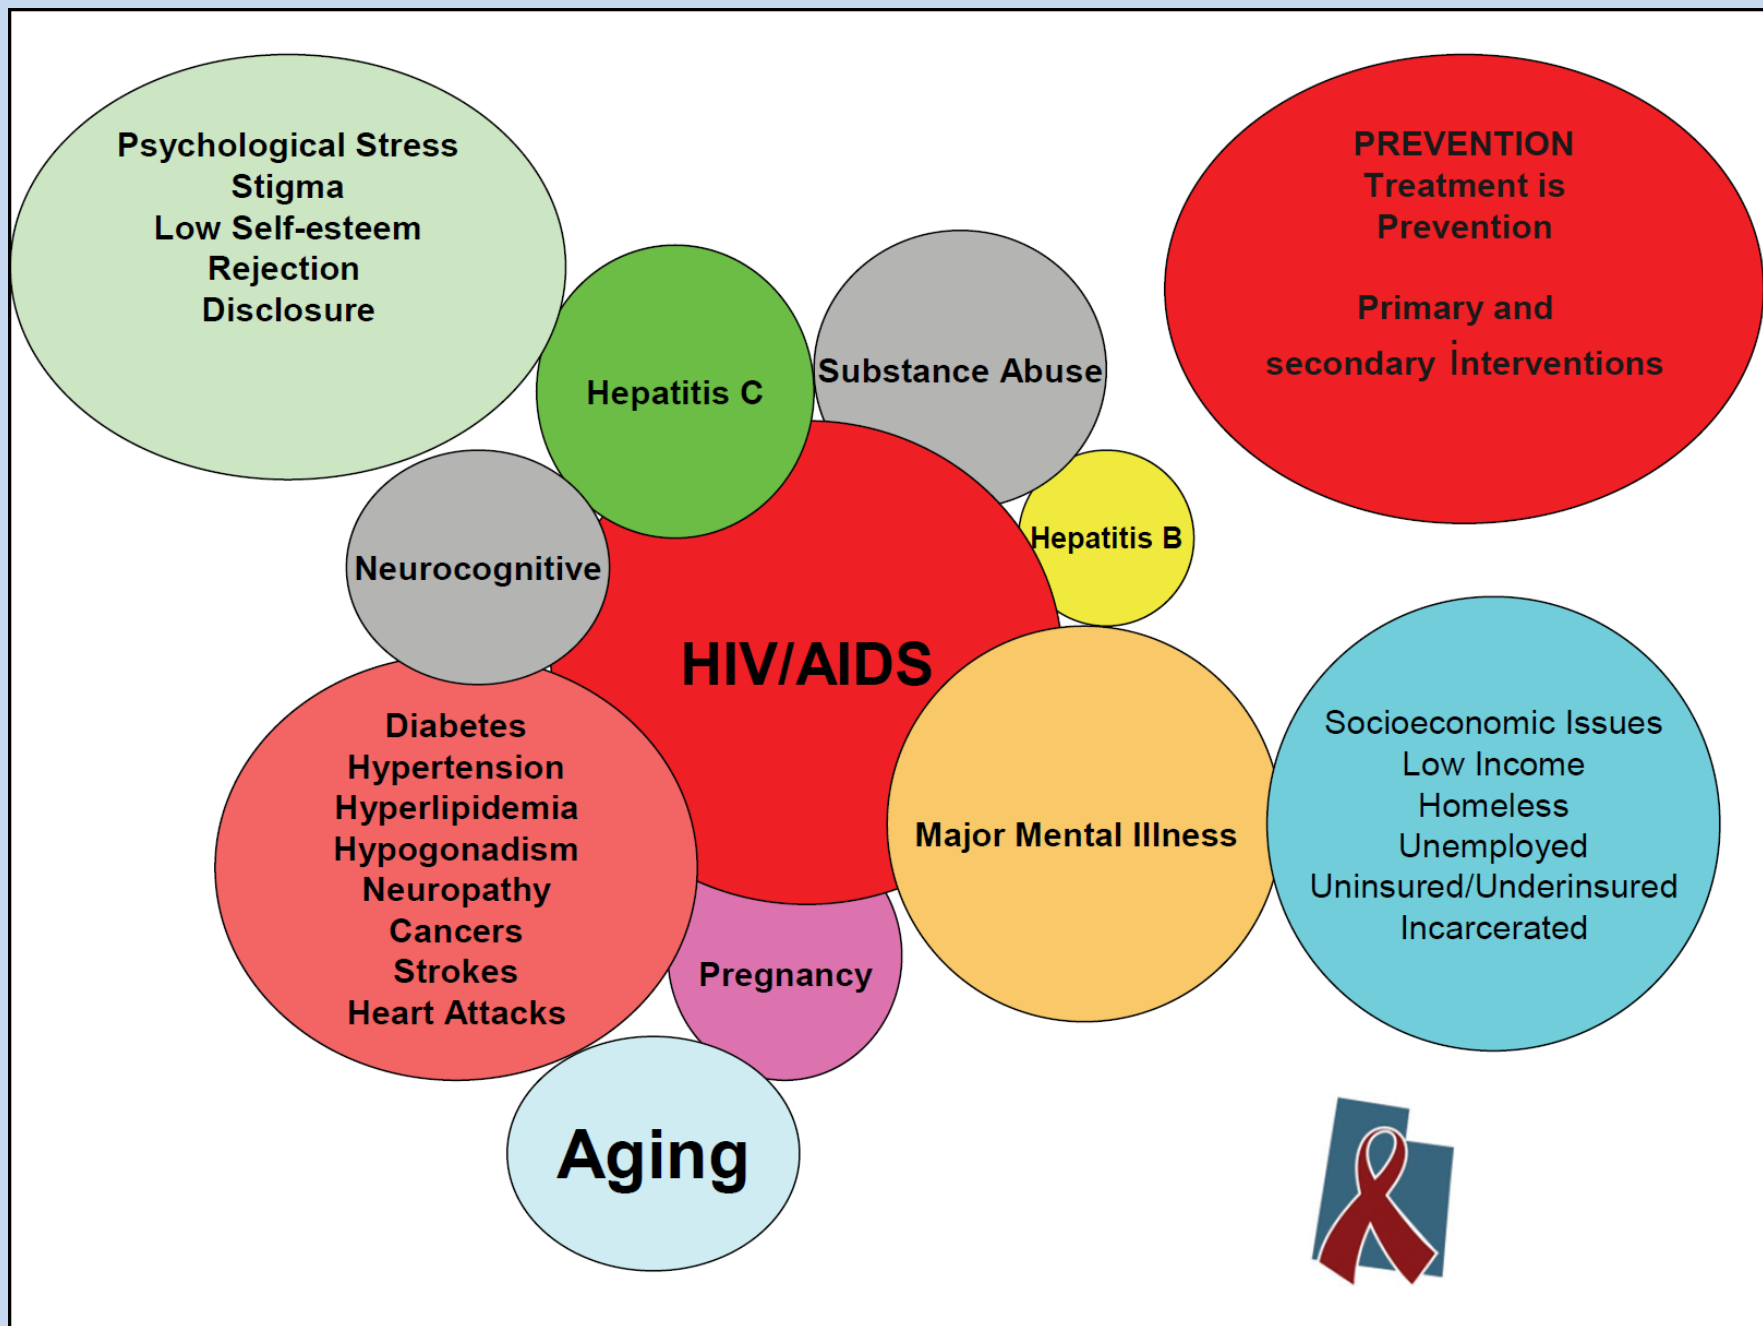 Psychological Stress
Stigma
Low Self-esteem
Rejection
Disclosure
PREVENTION
Treatment is
Prevention
Primary and
secondary interventions
Hepatitis C
Substance Abuse
Hepatitis B
Neurocognitive
HIV/AIDS
Diabetes
Hypertension
Hyperlipidemia
Hypogonadism
Neuropathy
Cancers
Strokes
Heart Attacks
Major Mental Illness
Socioeconomic Issues
Low Income
Homeless
Unemployed
Uninsured/Underinsured
Incarcerated
Pregnancy
Aging